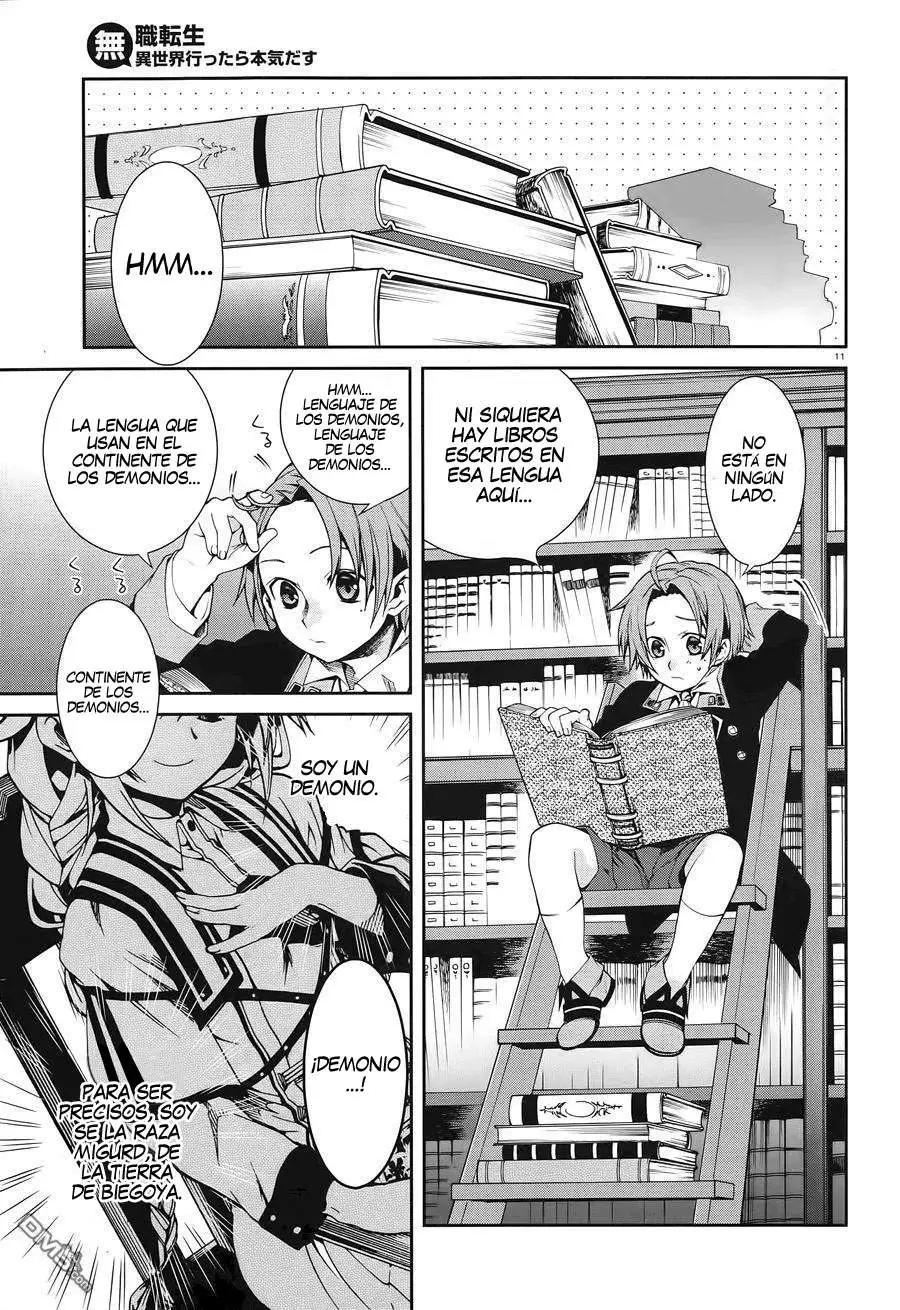 無職転生
異世界行ったら本気だす
HMM...
11
NO
ESTÁ EN
NINGÚN
LADO.
NI SIQUIERA
HAY LIBROS
ESCRITOS EN
ESA LENGUA
AQUÍ...
HMM...
LENGUAJE DE
LOS DEMONIOS,
LENGUAJE
DE LOS
DEMONIOS...
LA LENGUA QUE
USAN EN EL
CONTINENTE DE
LOS DEMONIOS...
CONTINENTE
DE LOS
DEMONIOS...
SOY UN
DEMONIO.
¡DEMONIO
...!
PARA SER
PRECISOS, SOY
SE LA RAZA
MIGURD, DE
LA TIERRA
DE BIEGOYA.